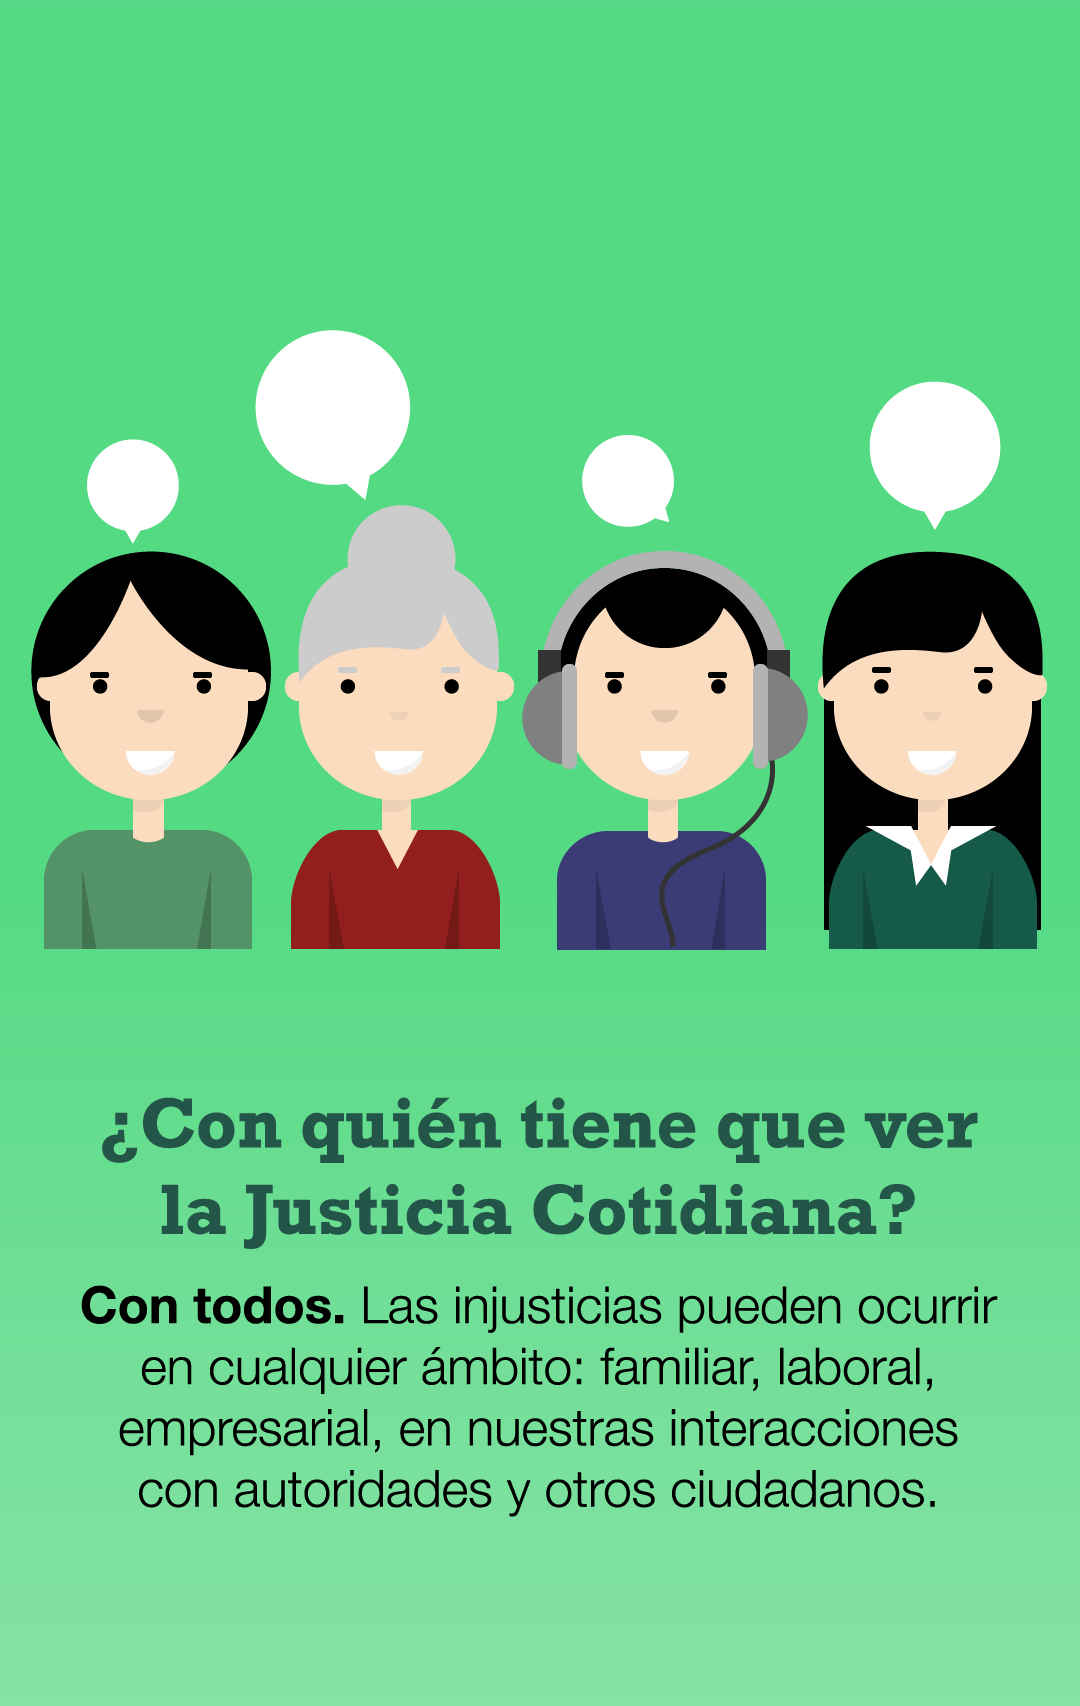 ¿Con quién tiene que ver
la Justicia Cotidiana?
Con todos. Las injusticias pueden ocurrir
en cualquier ámbito: familiar, laboral,
empresarial, en nuestras interacciones
con autoridades y otros ciudadanos.